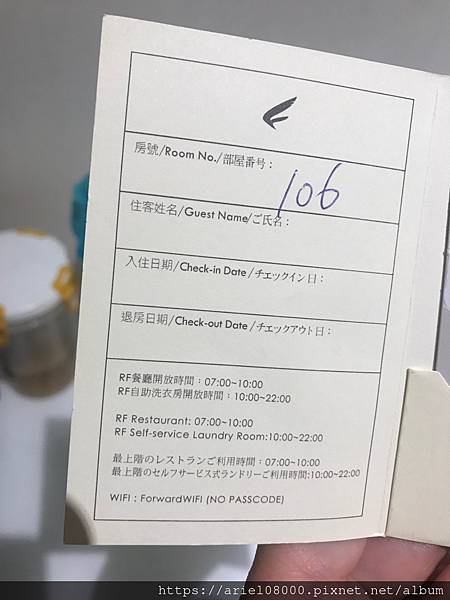 房號/Room No./部屋番号：
106
住客姓名/Guest Name/ご氏名：
入住日期/Check-in Date/チェックイン日：
退房日期/Check-out Date/チェックアウト日：
RF餐廳開放時間：07:00~10:00
RF自助洗衣房開放時間：10:00~22:00
RF Restaurant: 07:00~10:00
RF Self-service Laundry Room:10:00~22:00
最上階のレストランご利用時間：07:00~10:00
最上階のセルフサービス式ランドリーご利用時間:10:00~22:00
WIFI : ForwardWIFI (NO PASSCODE)
https://ariel08000.pixnet.net/album